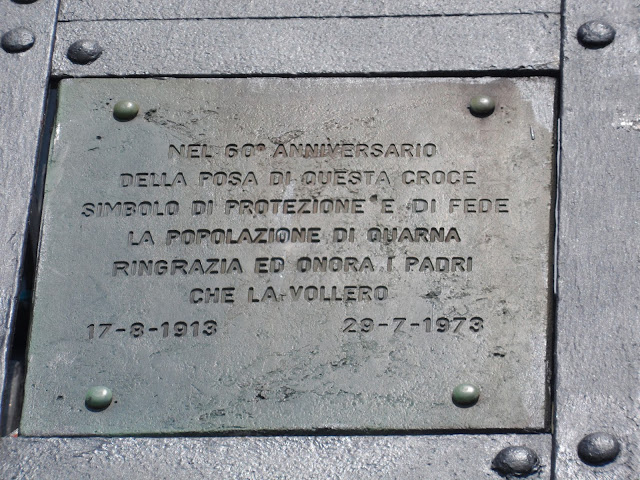 NEL 60° ANNIVERSARIO
DELLA POSA DI QUESTA CROCE
SIMBOLO DI PROTEZIONE E DI FEDE
LA POPOLAZIONE DI QUARNA
RINGRAZIA ED ONORA I PADRI
CHE LA VOLLERO
17-8-1913 29-7-1973